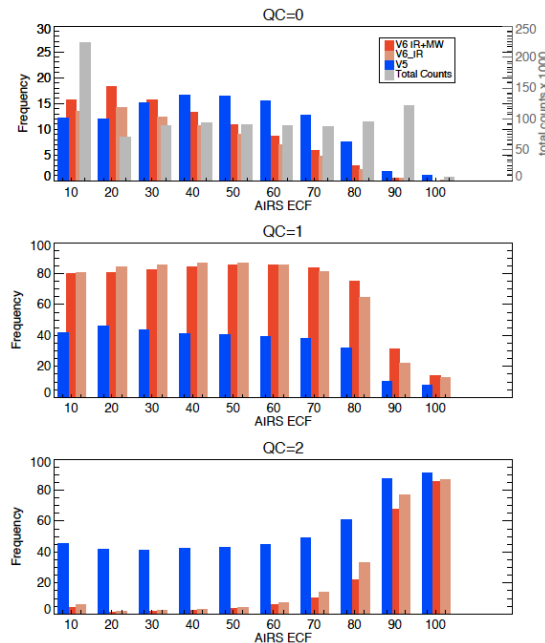 QC=0
30
25
20
15
10
5
0
Frequency
250
200
150
100
50
0
total counts x 1000
V6 IR+MW
V6_IR
V5
Total Counts
10 20 30 40 50 60 70 80 90 100
AIRS ECF
QC=1
100
80
60
40
20
0
Frequency
10 20 30 40 50 60 70 80 90 100
AIRS ECF
QC=2
100
80
60
40
20
0
Frequency
10 20 30 40 50 60 70 80 90 100
AIRS ECF